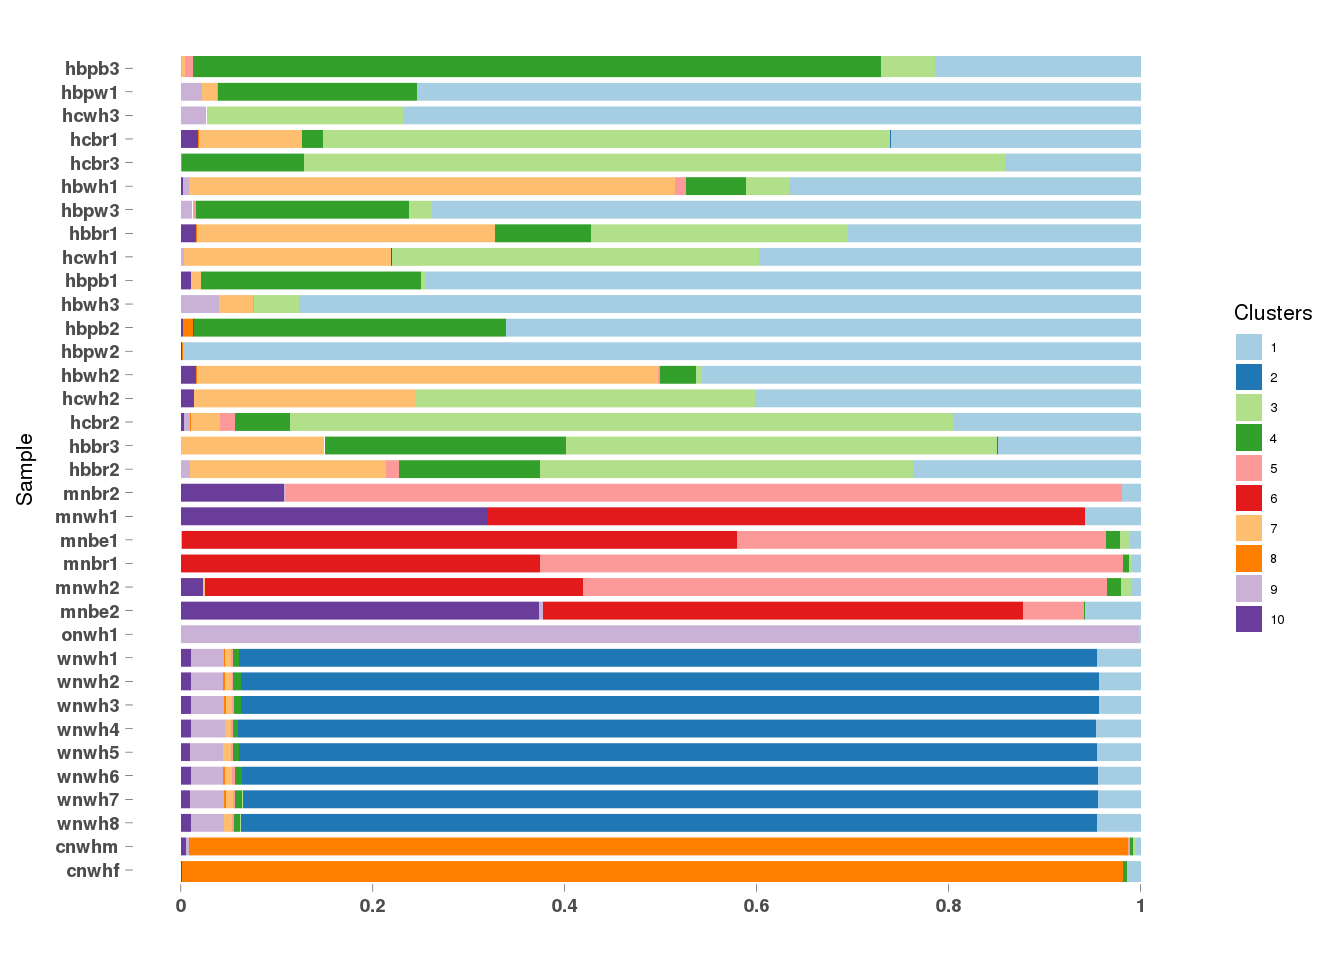 hbpb3
hbpw1
hcwh3
hcbr1
hcbr3
hbwh1
hbpw3
hbbr1
hcwh1
hbpb1
hbwh3
hbpb2
hbpw2
hbwh2
hcwh2
hcbr2
hbbr3
hbbr2
mnbr2
mnwh1
mnbe1
mnbr1
mnwh2
mnbe2
onwh1
wnwh1
wnwh2
wnwh3
wnwh4
wnwh5
wnwh6
wnwh7
wnwh8
cnwhm
cnwhf
Sample
0 0.2 0.4 0.6 0.8 1
Clusters
1
2
3
4
5
6
7
8
9
10